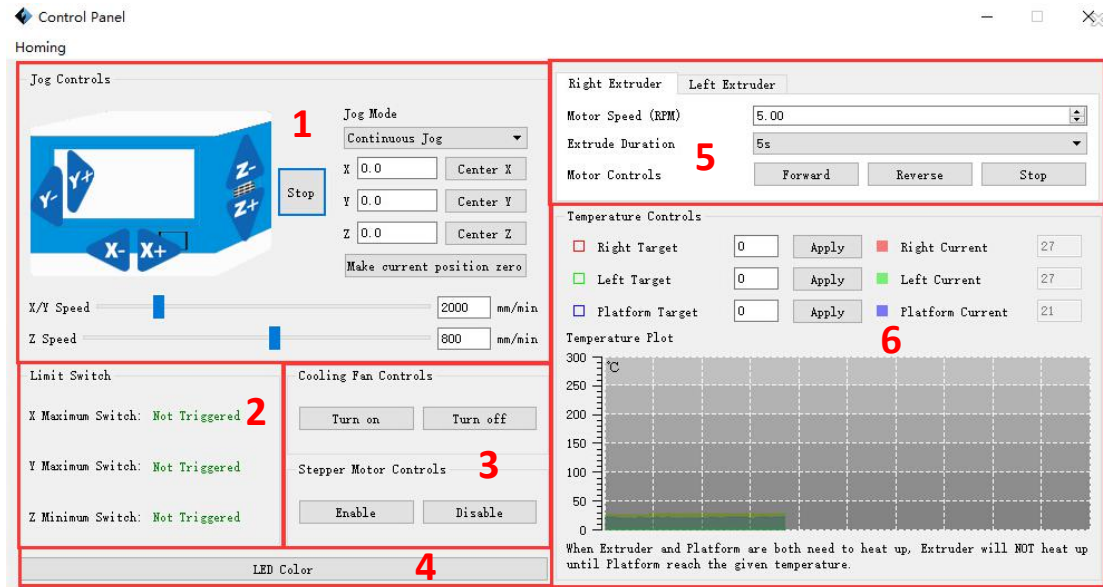 Control Panel
Homing
Jog Controls
1
Y-
Y+
X-
X+
Z-
Z+
Stop
Jog Mode
Continuous Jog
X 0.0 Center X
Y 0.0 Center Y
Z 0.0 Center Z
Make current position zero
X/Y Speed 2000 mm/min
Z Speed 800 mm/min
Limit Switch
2
X Maximum Switch: Not Triggered
Y Maximum Switch: Not Triggered
Z Minimum Switch: Not Triggered
Cooling Fan Controls
Turn on Turn off
Stepper Motor Controls
3
Enable Disable
LED Color
4
Right Extruder Left Extruder
Motor Speed (RPM) 5.00
Extrude Duration 5s
5
Motor Controls Forward Reverse Stop
Temperature Controls
Right Target 0 Apply Right Current 27
Left Target 0 Apply Left Current 27
Platform Target 0 Apply Platform Current 21
6
Temperature Plot
°C
300
250
200
150
100
50
0
When Extruder and Platform are both need to heat up, Extruder will NOT heat up
until Platform reach the given temperature.